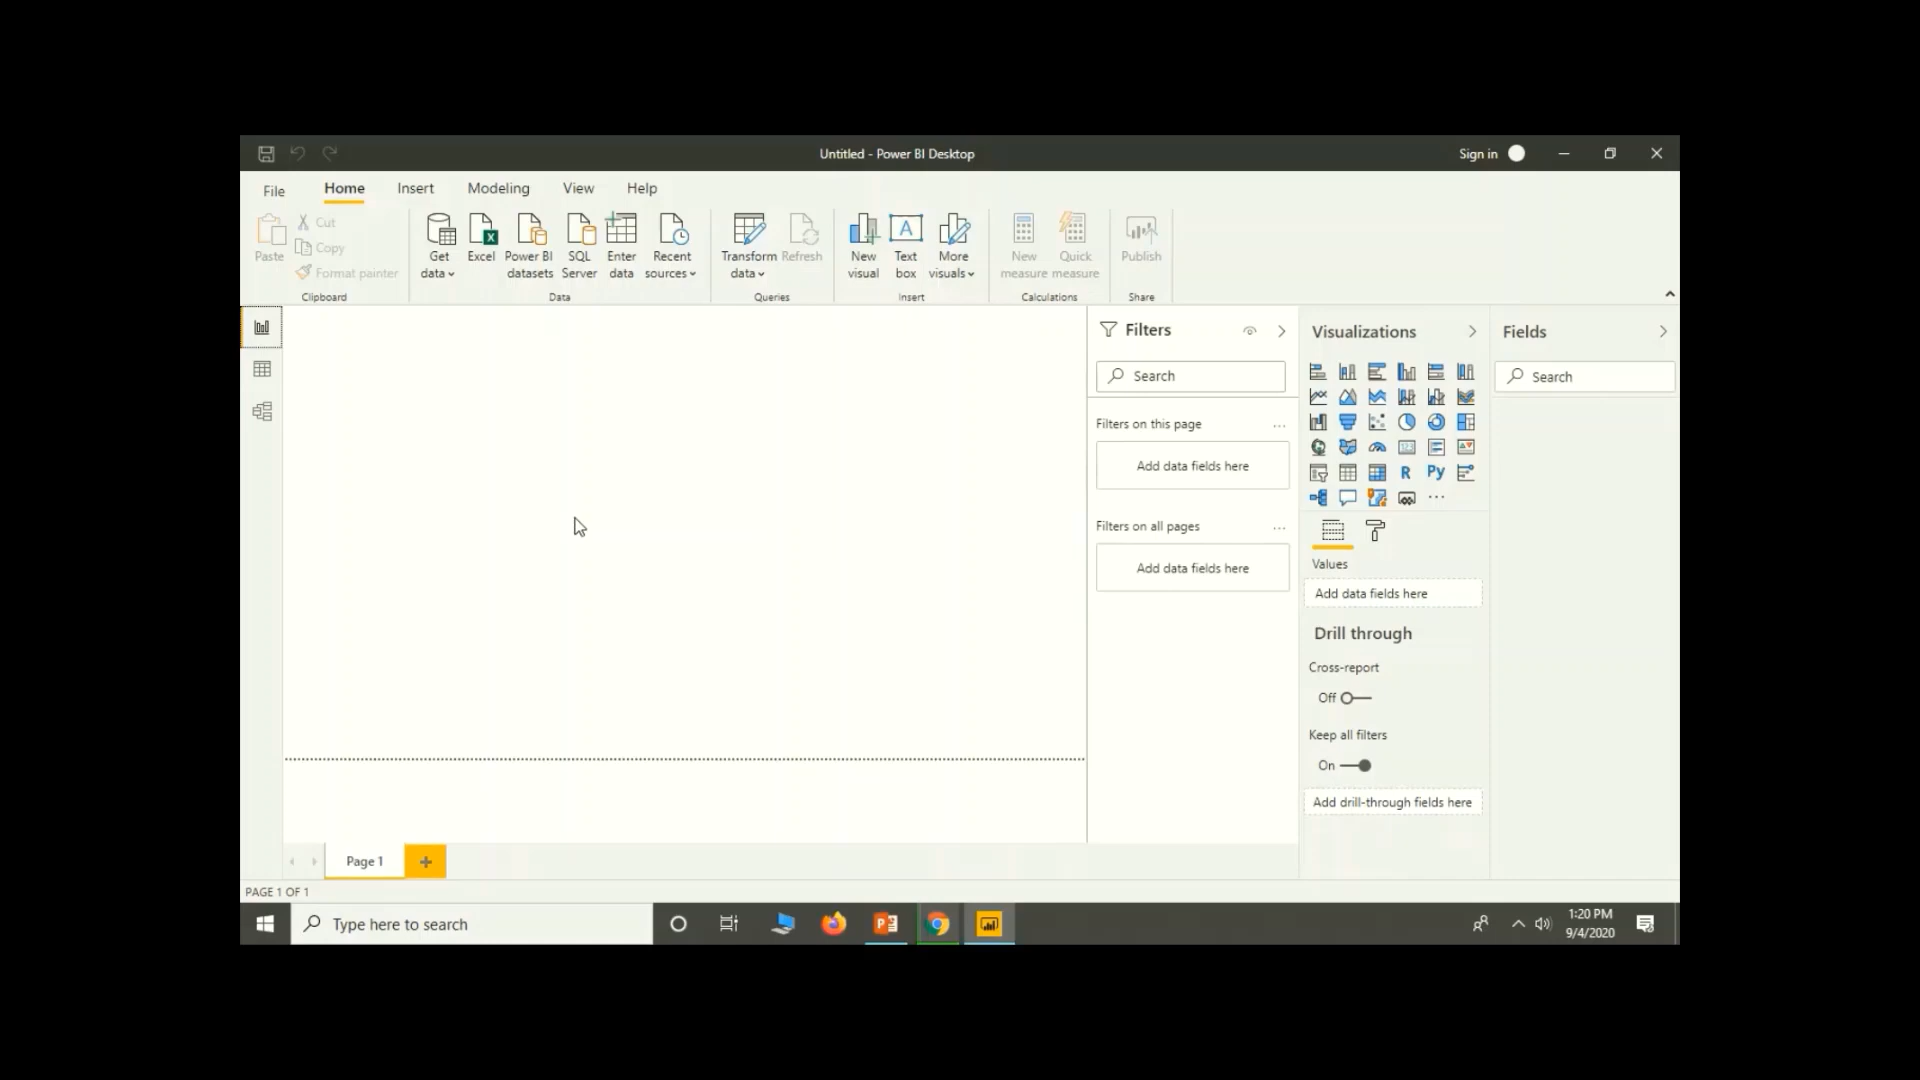 Untitled - Power BI Desktop
Sign in
File
Home
Insert
Modeling
View
Help
Paste
Cut
Copy
Format painter
Clipboard
Get data
Excel
Power BI datasets
SQL Server
Enter data
Recent sources
Data
Transform data
Refresh
Queries
New visual
Text box
More visuals
Insert
New measure
Quick measure
Calculations
Publish
Share
Filters
Search
Filters on this page
Add data fields here
Filters on all pages
Add data fields here
Visualizations
123
R
Py
Values
Add data fields here
Drill through
Cross-report
Off
Keep all filters
On
Add drill-through fields here
Fields
Search
Page 1
PAGE 1 OF 1
Type here to search
1:20 PM
9/4/2020